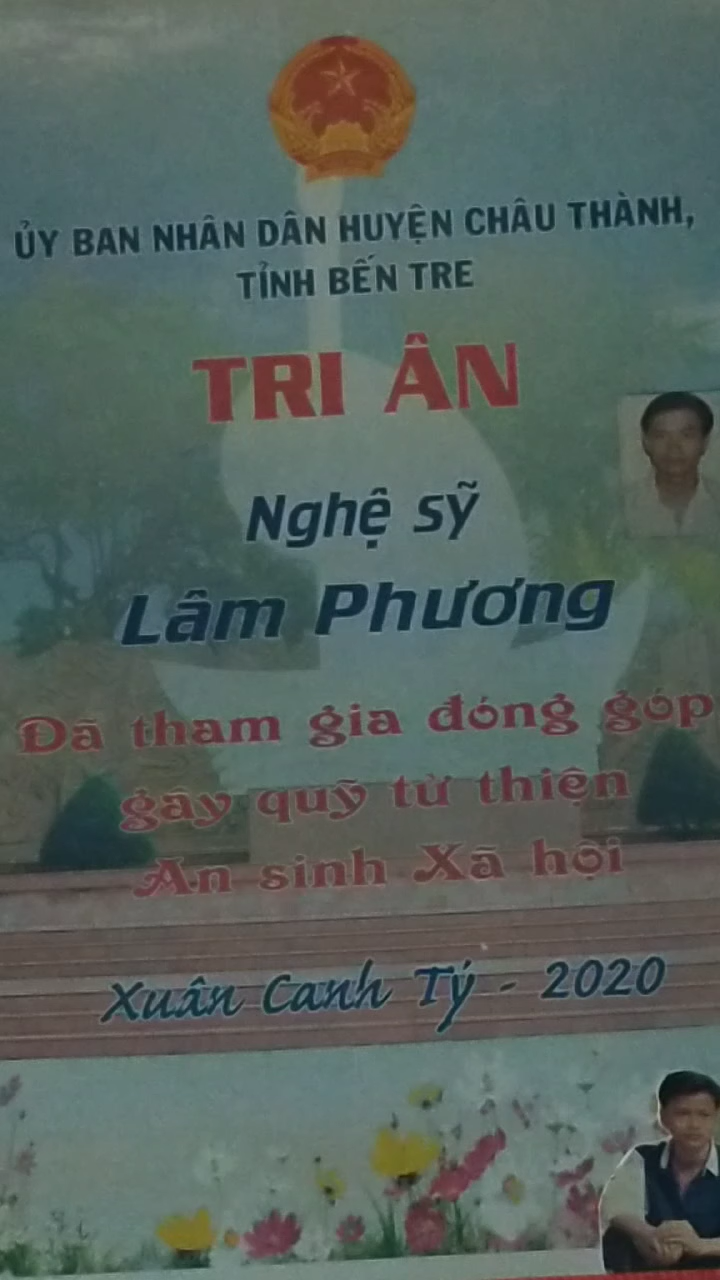 ỦY BAN NHÂN DÂN HUYỆN CHÂU THÀNH,
TỈNH BẾN TRE
TRI ÂN
Nghệ sỹ
Lâm Phương
Đã tham gia đóng góp
gây quỹ từ thiện
An sinh Xã hội
Xuân Canh Tý - 2020